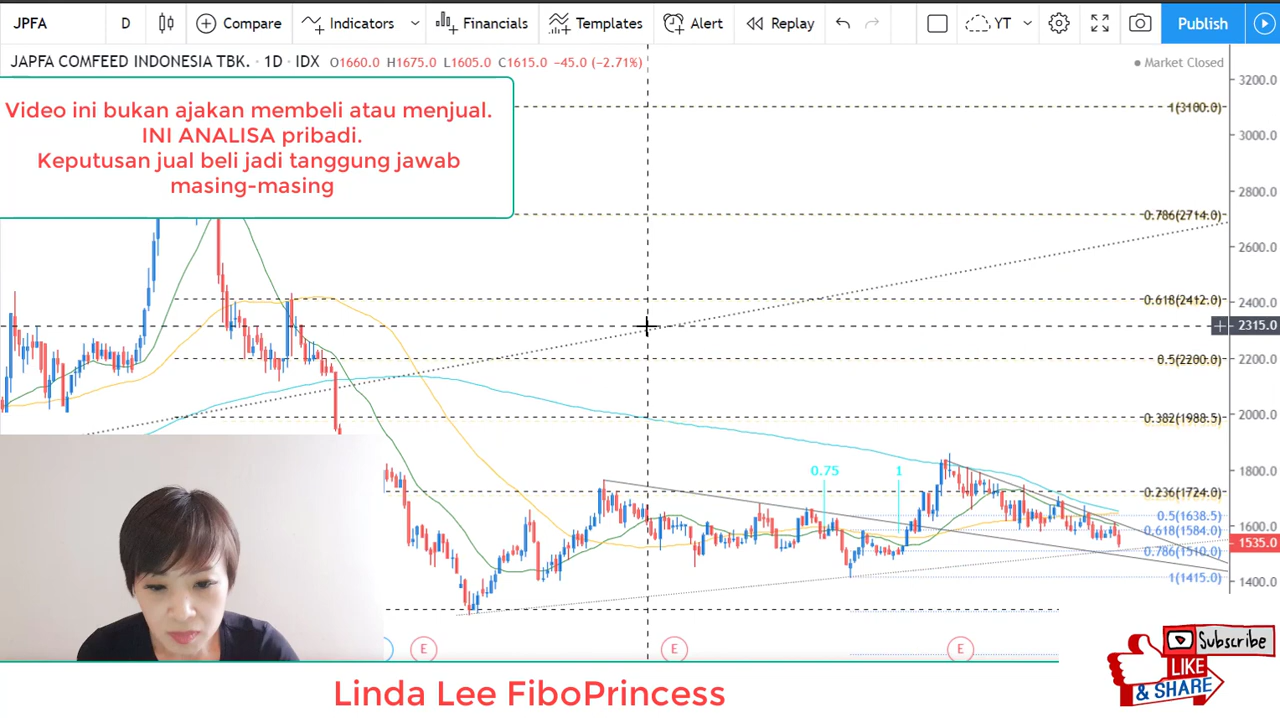 JPFA D Compare Indicators Financials Templates Alert Replay YT Publish
JAPFA COMFEED INDONESIA TBK. · 1D · IDX O1660.0 H1675.0 L1605.0 C1615.0 −45.0 (−2.71%)
Market Closed
Video ini bukan ajakan membeli atau menjual.
INI ANALISA pribadi.
Keputusan jual beli jadi tanggung jawab
masing-masing
3200.0
1(3100.0)
3000.0
2800.0
0.786(2714.0)
2600.0
0.618(2412.0)
2400.0
2315.0
0.5(2200.0)
2200.0
0.382(1988.5)
2000.0
0.75
1
1800.0
0.236(1724.0)
0.5(1638.5)
1600.0
0.618(1584.0)
1535.0
0.786(1510.0)
1(1415.0)
1400.0
E
E
E
Subscribe
LIKE
& SHARE
Linda Lee FiboPrincess